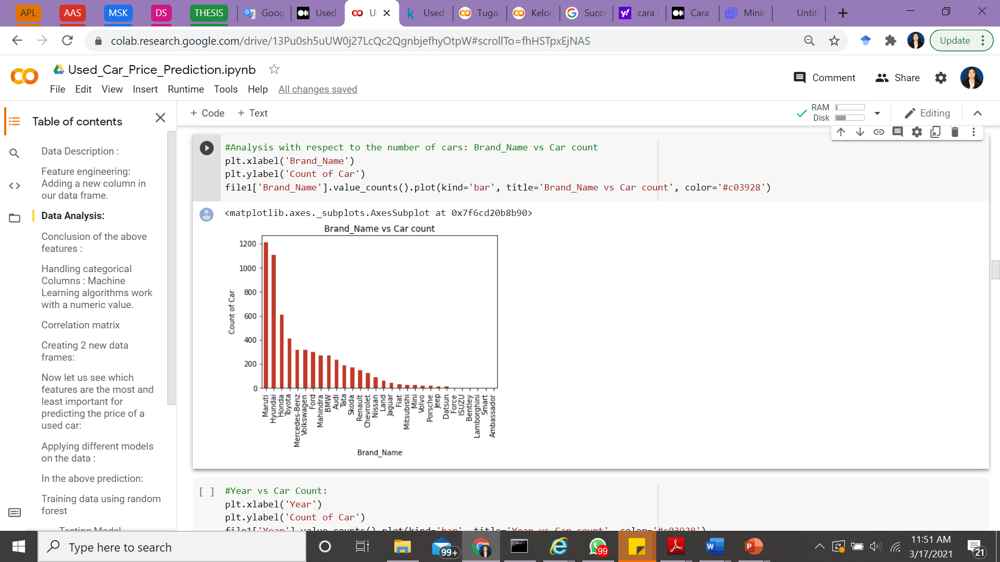 APL
AAS
MSK
DS
THESIS
Goog
Used
U
Used
Tuga
Kelon
Succe
cara
Cara
Minin
Untitl
colab.research.google.com/drive/13Pu0sh5uUW0j27LcQc2QgnbjefhyOtpW#scrollTo=fhHSTpxEjNAS
Update
Used_Car_Price_Prediction.ipynb
File Edit View Insert Runtime Tools Help All changes saved
Comment
Share
Table of contents
Data Description :
Feature engineering:
Adding a new column in
our data frame.
Data Analysis:
Conclusion of the above
features :
Handling categorical
Columns : Machine
Learning algorithms work
with a numeric value.
Correlation matrix
Creating 2 new data
frames:
Now let us see which
features are the most and
least important for
predicting the price of a
used car:
Applying different models
on the data :
In the above prediction:
Training data using random
forest
Testing Model
+ Code + Text
RAM
Disk
Editing
#Analysis with respect to the number of cars: Brand_Name vs Car count
plt.xlabel('Brand_Name')
plt.ylabel('Count of Car')
file1['Brand_Name'].value_counts().plot(kind='bar', title='Brand_Name vs Car count', color='#c03928')
<matplotlib.axes._subplots.AxesSubplot at 0x7f6cd20b8b90>
Brand_Name vs Car count
Count of Car
1200
1000
800
600
400
200
0
Maruti
Hyundai
Honda
Toyota
Mercedes-Benz
Volkswagen
Ford
Mahindra
BMW
Audi
Tata
Skoda
Renault
Chevrolet
Nissan
Land
Jaguar
Fiat
Mitsubishi
Mini
Volvo
Porsche
Jeep
Datsun
Force
ISUZU
Bentley
Lamborghini
Smart
Ambassador
Brand_Name
[ ]
#Year vs Car Count:
plt.xlabel('Year')
plt.ylabel('Count of Car')
file1['Year'].value_counts().plot(kind='bar', title='Year vs Car count', color='#c03928')
Type here to search
99+
99
11:51 AM
3/17/2021
21